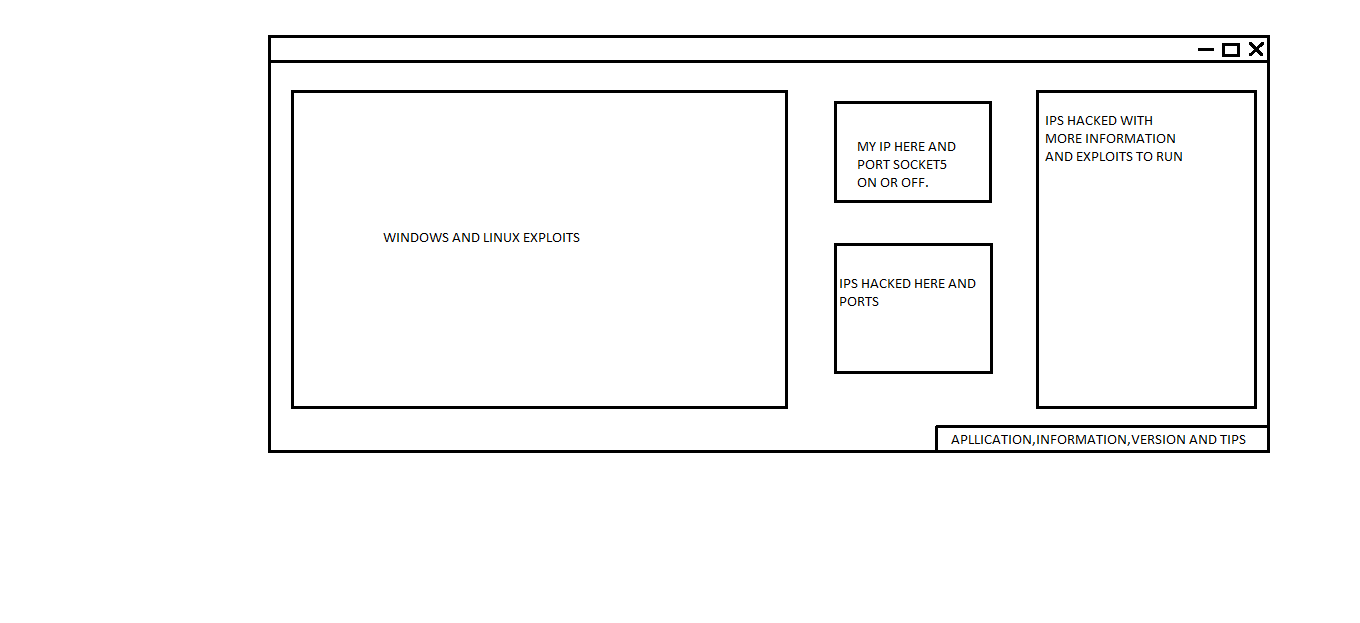 WINDOWS AND LINUX EXPLOITS
MY IP HERE AND
PORT SOCKET5
ON OR OFF.
IPS HACKED HERE AND
PORTS
IPS HACKED WITH
MORE INFORMATION
AND EXPLOITS TO RUN
APLLICATION,INFORMATION,VERSION AND TIPS